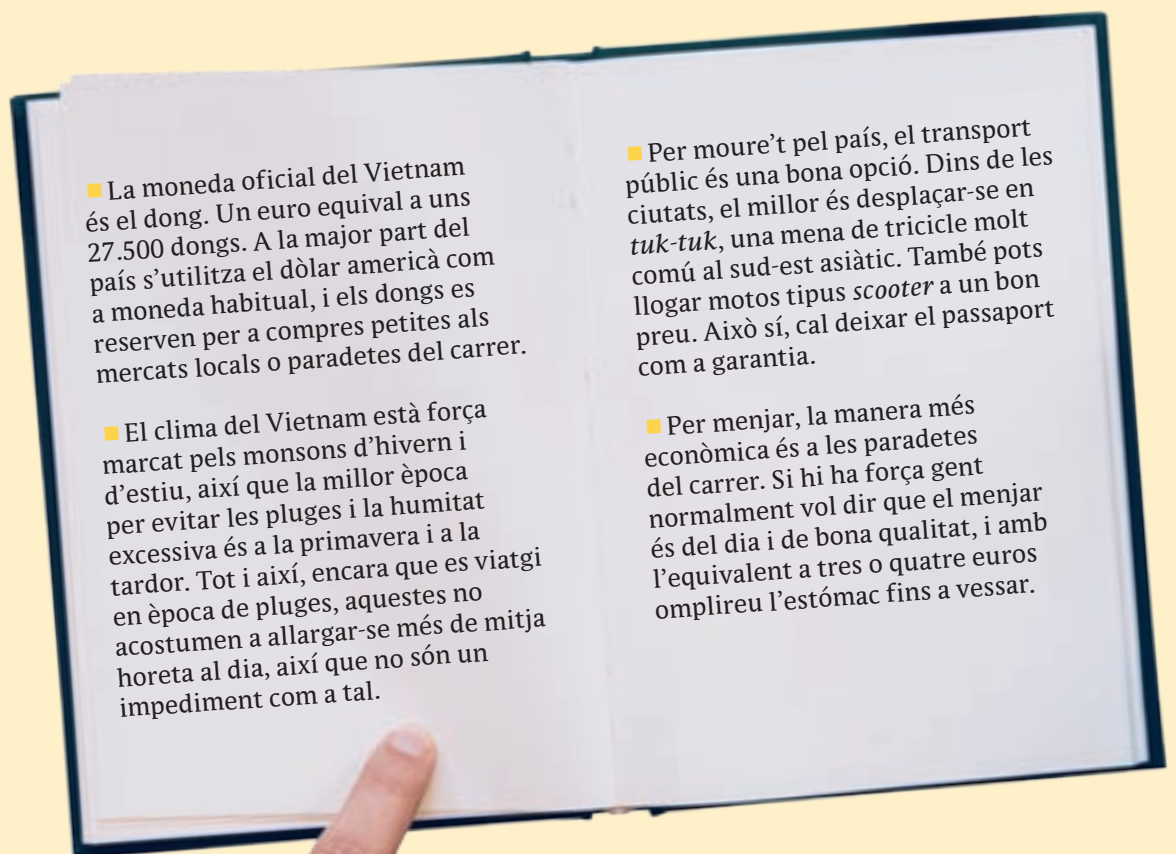 La moneda oficial del Vietnam
és el dong. Un euro equival a uns
27.500 dongs. A la major part del
país s'utilitza el dòlar americà com
a moneda habitual, i els dongs es
reserven per a compres petites als
mercats locals o paradetes del carrer.
El clima del Vietnam està força
marcat pels monsons d'hivern i
d'estiu, així que la millor època
per evitar les pluges i la humitat
excessiva és a la primavera i a la
tardor. Tot i així, encara que es viatgi
en època de pluges, aquestes no
acostumen a allargar-se més de mitja
horeta al dia, així que no són un
impediment com a tal.
Per moure't pel país, el transport
públic és una bona opció. Dins de les
ciutats, el millor és desplaçar-se en
tuk-tuk, una mena de tricicle molt
comú al sud-est asiàtic. També pots
llogar motos tipus scooter a un bon
preu. Això sí, cal deixar el passaport
com a garantia.
Per menjar, la manera més
econòmica és a les paradetes
del carrer. Si hi ha força gent
normalment vol dir que el menjar
és del dia i de bona qualitat, i amb
l'equivalent a tres o quatre euros
omplireu l'estómac fins a vessar.